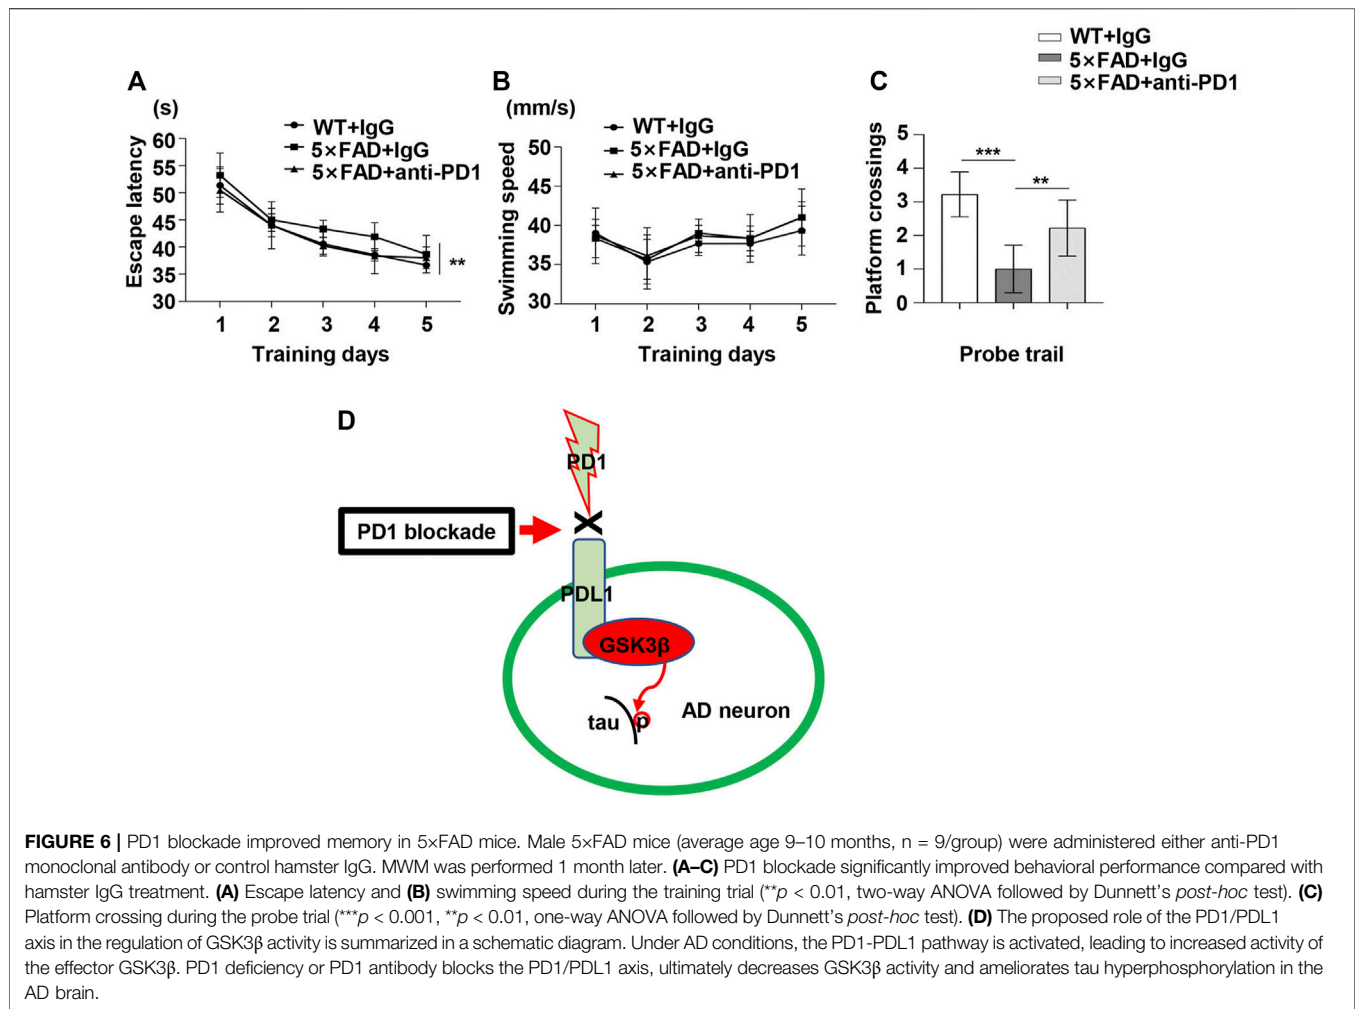 WT+IgG
5×FAD+IgG
5×FAD+anti-PD1
A
(s)
WT+IgG
5×FAD+IgG
5×FAD+anti-PD1
Escape latency
60
55
50
45
40
35
30
**
1 2 3 4 5
Training days
B
(mm/s)
WT+IgG
5×FAD+IgG
5×FAD+anti-PD1
Swimming speed
50
45
40
35
30
1 2 3 4 5
Training days
C
Platform crossings
5
4
3
2
1
0
***
**
Probe trail
D
PD1
X
PD1 blockade
PDL1
GSK3β
tau
p
AD neuron
FIGURE 6 | PD1 blockade improved memory in 5×FAD mice. Male 5×FAD mice (average age 9–10 months, n = 9/group) were administered either anti-PD1
monoclonal antibody or control hamster IgG. MWM was performed 1 month later. (A–C) PD1 blockade significantly improved behavioral performance compared with
hamster IgG treatment. (A) Escape latency and (B) swimming speed during the training trial (**p < 0.01, two-way ANOVA followed by Dunnett's post-hoc test). (C)
Platform crossing during the probe trial (***p < 0.001, **p < 0.01, one-way ANOVA followed by Dunnett's post-hoc test). (D) The proposed role of the PD1/PDL1
axis in the regulation of GSK3β activity is summarized in a schematic diagram. Under AD conditions, the PD1-PDL1 pathway is activated, leading to increased activity of
the effector GSK3β. PD1 deficiency or PD1 antibody blocks the PD1/PDL1 axis, ultimately decreases GSK3β activity and ameliorates tau hyperphosphorylation in the
AD brain.